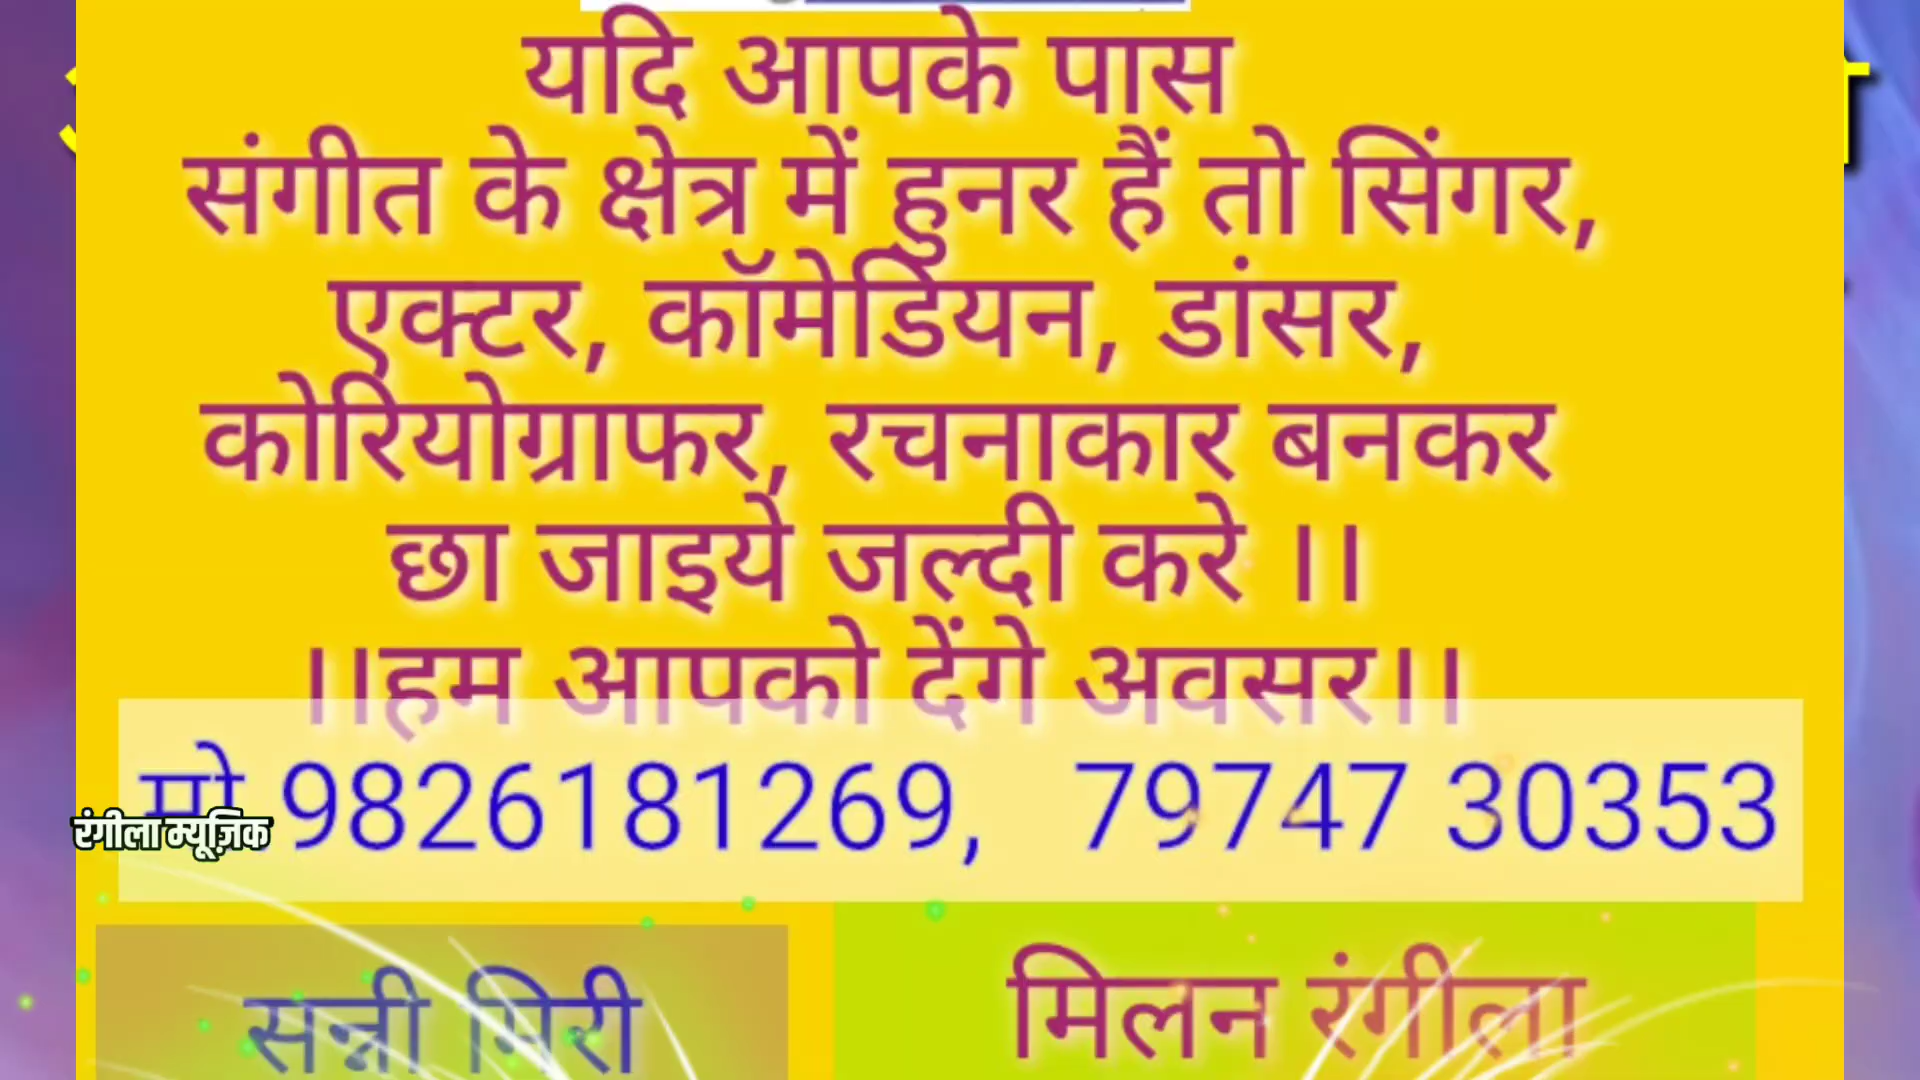 यदि आपके पास
संगीत के क्षेत्र में हुनर हैं तो सिंगर,
एक्टर, कॉमेडियन, डांसर,
कोरियोग्राफर, रचनाकार बनकर
छा जाइये जल्दी करे ।।
।।हम आपको देंगे अवसर।।
मो. 9826181269, 79747 30353
रंगीला म्यूज़िक
सन्नी गिरी
मिलन रंगीला